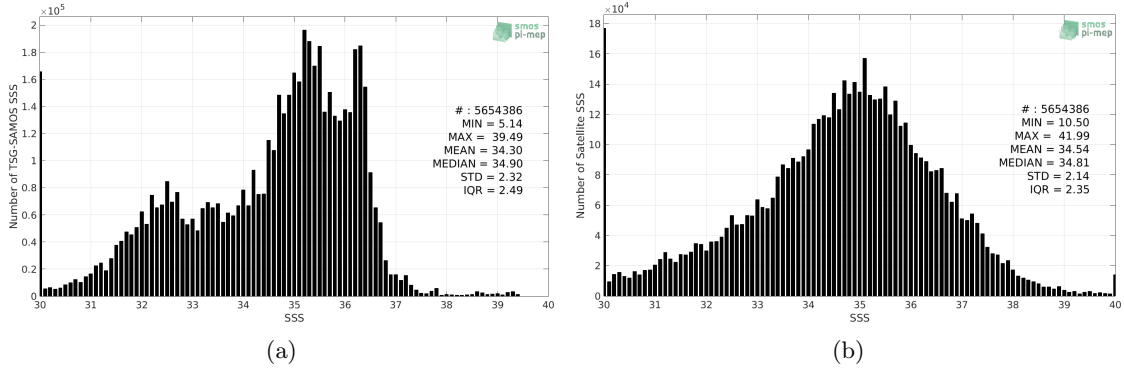 ×10^5
2
1.8
1.6
1.4
1.2
1
0.8
0.6
0.4
0.2
0
Number of TSG-SAMOS SSS
30 31 32 33 34 35 36 37 38 39 40
SSS
smos
pi-mep
# : 5654386
MIN = 5.14
MAX = 39.49
MEAN = 34.30
MEDIAN = 34.90
STD = 2.32
IQR = 2.49
(a)
×10^4
18
16
14
12
10
8
6
4
2
0
Number of Satellite SSS
30 31 32 33 34 35 36 37 38 39 40
SSS
smos
pi-mep
# : 5654386
MIN = 10.50
MAX = 41.99
MEAN = 34.54
MEDIAN = 34.81
STD = 2.14
IQR = 2.35
(b)